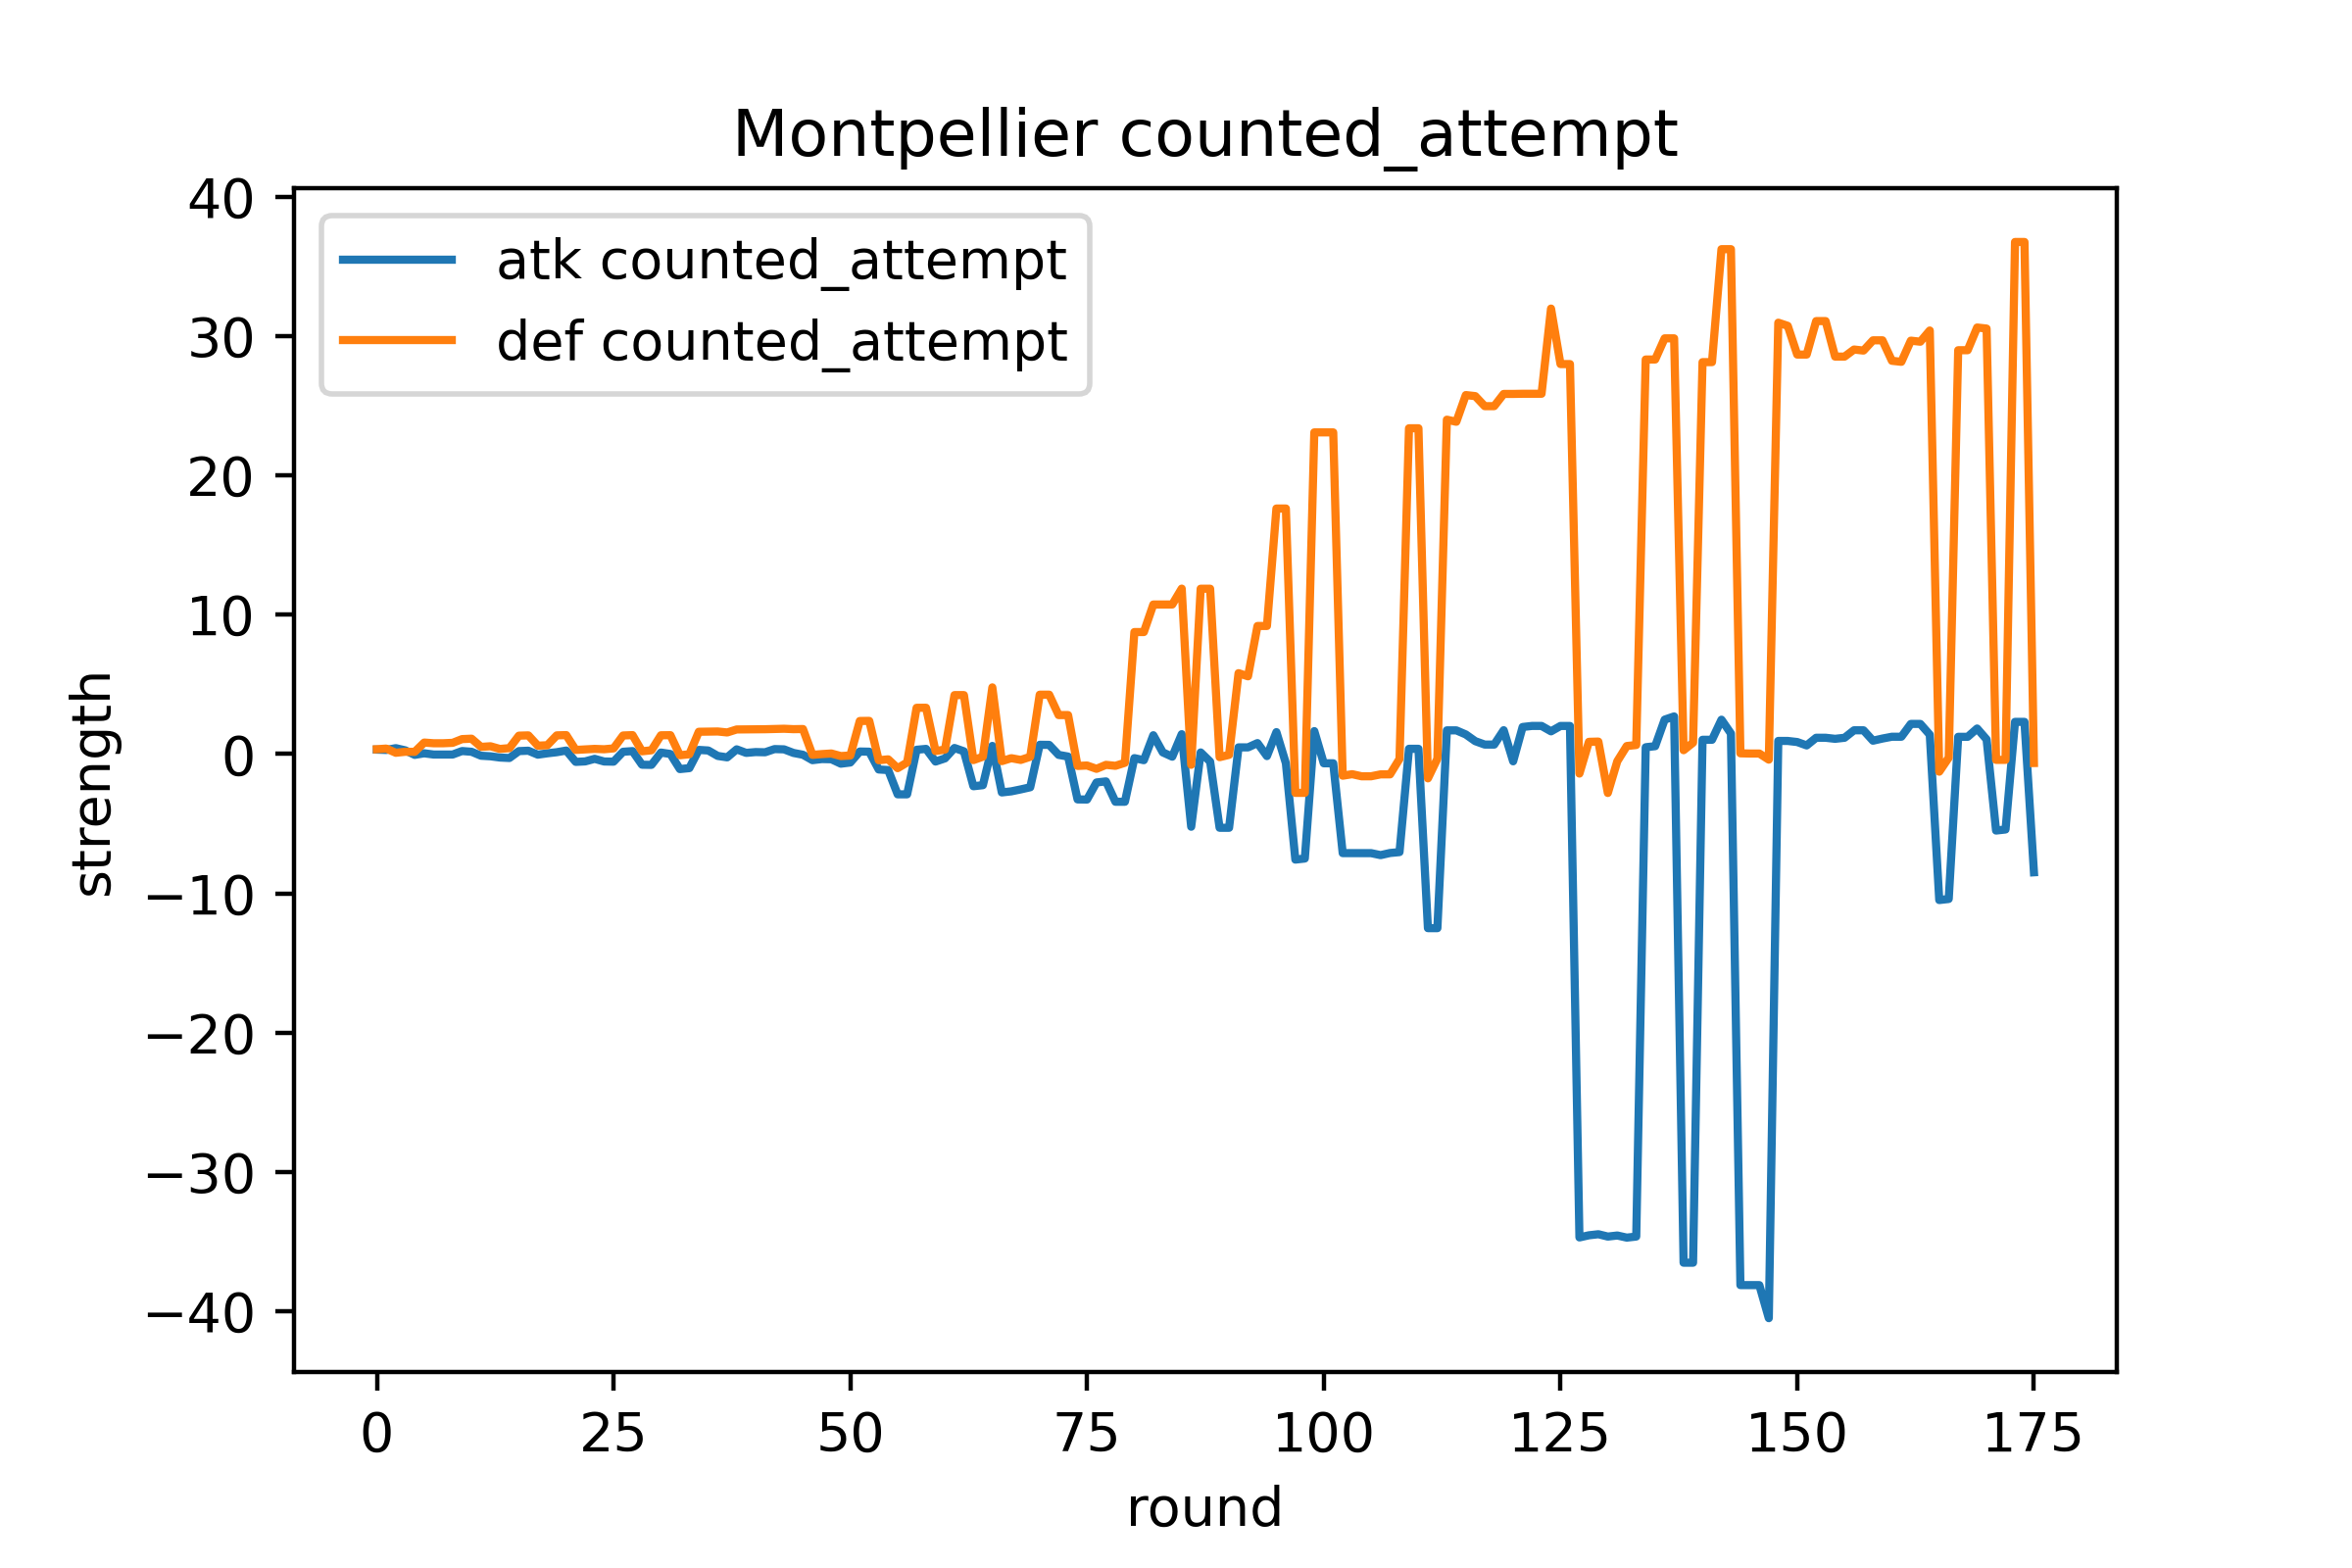 Montpellier counted_attempt
atk counted_attempt
def counted_attempt
strength
40
30
20
10
0
−10
−20
−30
−40
0 25 50 75 100 125 150 175
round